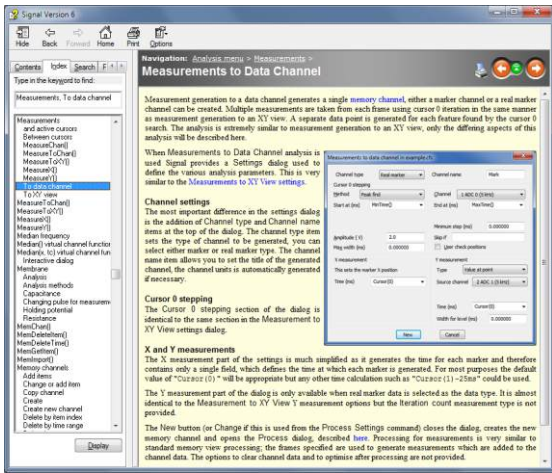 Signal Version 6
Hide Back Forward Home Print Options
Contents Index Search F
Type in the keyword to find:
Measurements, To data channel
Measurements
and active cursors
Between cursors
MeasureChan()
MeasureToChan()
MeasureToXY()
MeasureX()
MeasureY()
To data channel
To XY view
MeasureToChan()
MeasureToXY()
MeasureX()
MeasureY()
Median frequency
Median() virtual channel function
Median(x, tc) virtual channel fun
Interactive dialog
Membrane
Analysis
Analysis methods
Capacitance
Changing pulse for measurem
Holding potential
Resistance
MemChan()
MemDeleteItem()
MemDeleteTime()
MemGetItem()
MemImport()
Memory channels
Add items
Change or add item
Copy channel
Create
Create new channel
Delete by item index
Delete by time range
Display
Navigation: Analysis menu > Measurements >
Measurements to Data Channel
Measurement generation to a data channel generates a single memory channel, either a marker channel or a real marker
channel can be created. Multiple measurements are taken from each frame using cursor 0 iteration in the same manner
as measurement generation to an XY view. A separate data point is generated for each feature found by the cursor 0
search. The analysis is extremely similar to measurement generation to an XY view, only the differing aspects of this
analysis will be described here.
When Measurements to Data Channel analysis is
used Signal provides a Settings dialog used to
define the various analysis parameters. This is very
similar to the Measurements to XY View settings.
Channel settings
The most important difference in the settings dialog
is the addition of Channel type and Channel name
items at the top of the dialog. The channel type item
sets the type of channel to be generated, you can
select either marker or real marker type. The channel
name item allows you to set the title of the generated
channel, the channel units is automatically generated
if necessary.
Cursor 0 stepping
The Cursor 0 stepping section of the dialog is
identical to the same section in the Measurement to
XY View settings dialog.
Measurements to data channel in example.cfs
Channel type Real marker Channel name Mark
Cursor 0 stepping
Method Peak find Channel 1 ADC 0 (5 kHz)
Start at (ms) MinTime() End at (ms) MaxTime()
Minimum step (ms) 0.000000
Amplitude (V) 2.0 Skip if
Max width (ms) 0.000000 User check positions
X measurement Y measurement
This sets the marker X position Type Value at point
Time (ms) Cursor(0) Source channel 2 ADC 1 (5 kHz)
Time (ms) Cursor(0)
Width for level (ms) 0.000000
New Cancel
X and Y measurements
The X measurement part of the settings is much simplified as it generates the time for each marker and therefore
contains only a single field, which defines the time at which each marker is generated. For most purposes the default
value of "Cursor(0)" will be appropriate but any other time calculation such as "Cursor(1)-25ms" could be used.
The Y measurement part of the dialog is only available when real marker data is selected as the data type. It is almost
identical to the Measurement to XY View Y measurement options but the Iteration count measurement type is not
provided.
The New button (or Change if this is used from the Process Settings command) closes the dialog, creates the new
memory channel and opens the Process dialog, described here. Processing for measurements is very similar to
standard memory view processing; the frames specified are used to generate measurements which are added to the
channel data. The options to clear channel data and to optimise after processing are not provided.